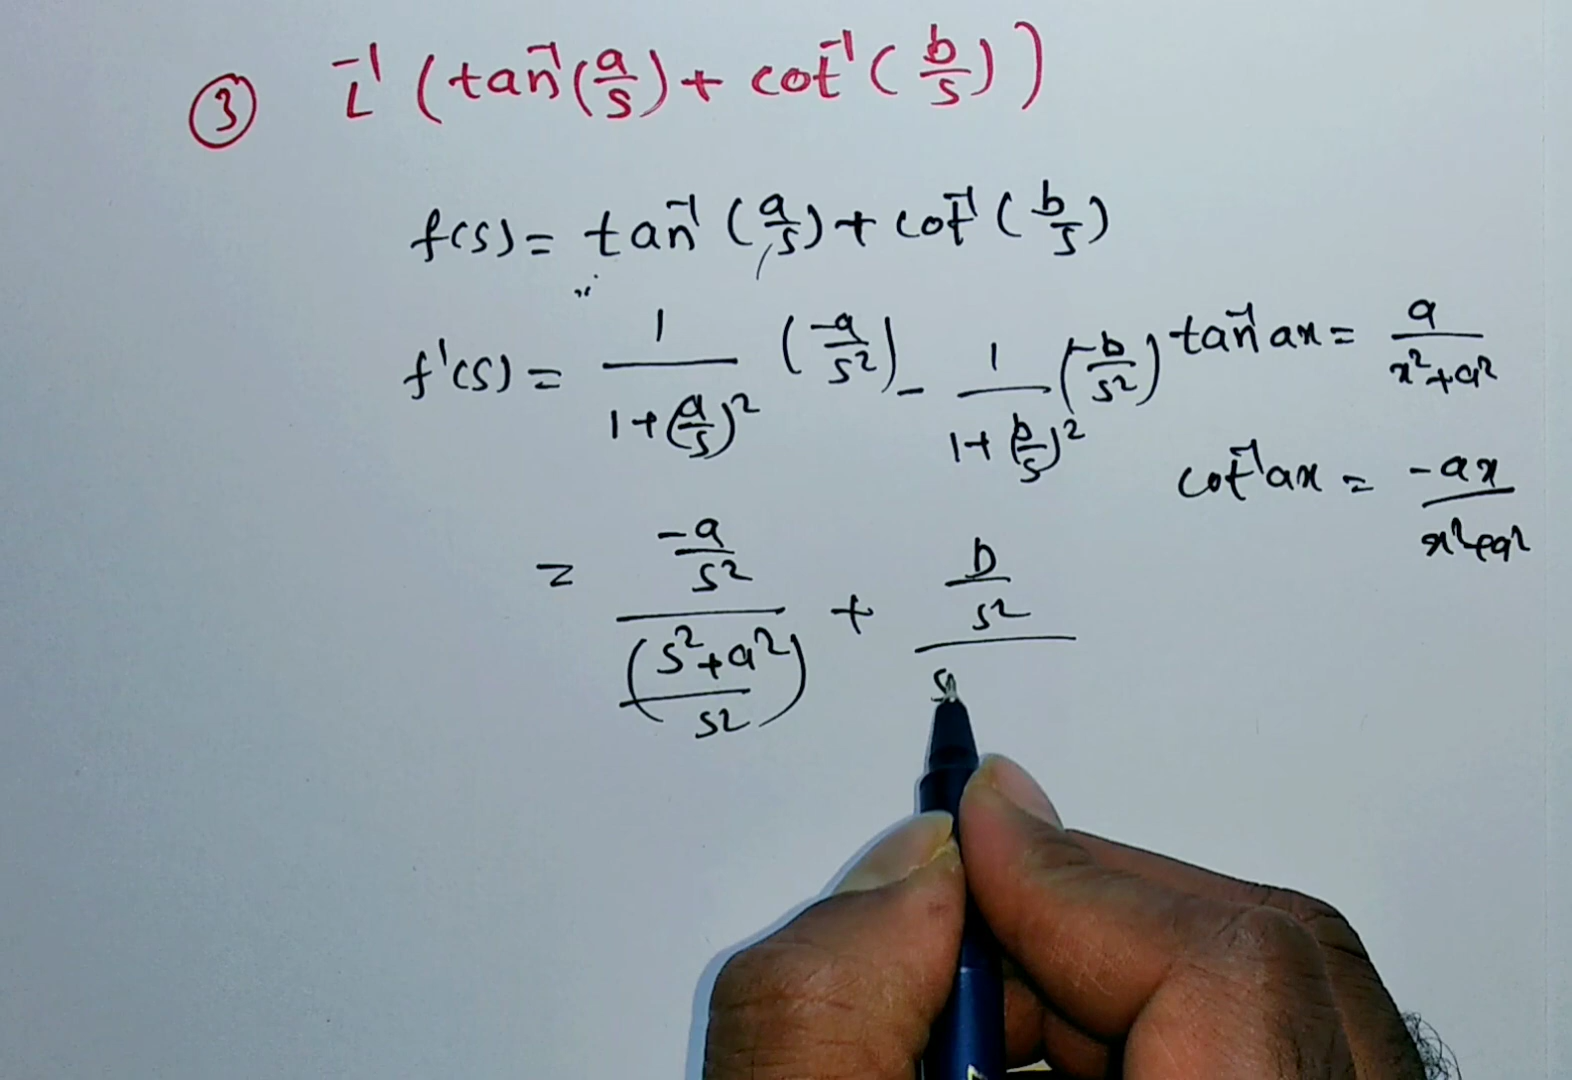 ③ L⁻¹ (tan⁻¹(a/s) + cot⁻¹(b/s))
f(s) = tan⁻¹(a/s) + cot⁻¹(b/s)
f'(s) = 1/(1+(a/s)²) (-a/s²) - 1/(1+(b/s)²) (-b/s²)
tan⁻¹ax = a/(x²+a²)
cot⁻¹ax = -ax/(x²+a²)
= (-a/s²)/((s²+a²)/s²) + (b/s²)/s